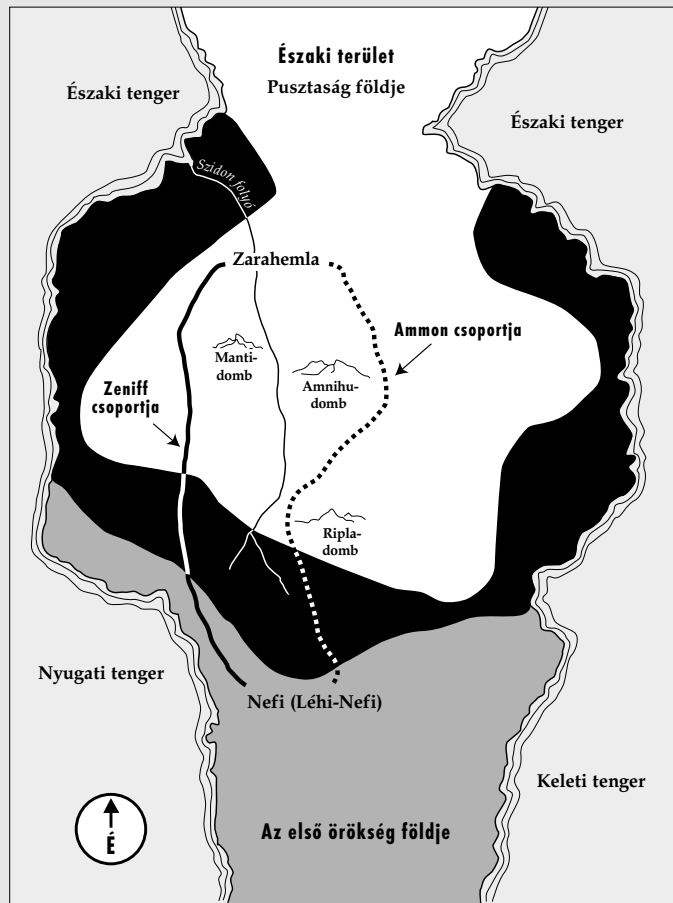 Északi terület
Pusztaság földje
Északi tenger
Északi tenger
Szidon folyó
Zarahemla
Ammon csoportja
Manti-
domb
Amnihu-
domb
Zeniff
csoportja
Ripla-
domb
Nyugati tenger
Nefi (Léhi-Nefi)
Keleti tenger
Az első örökség földje
É